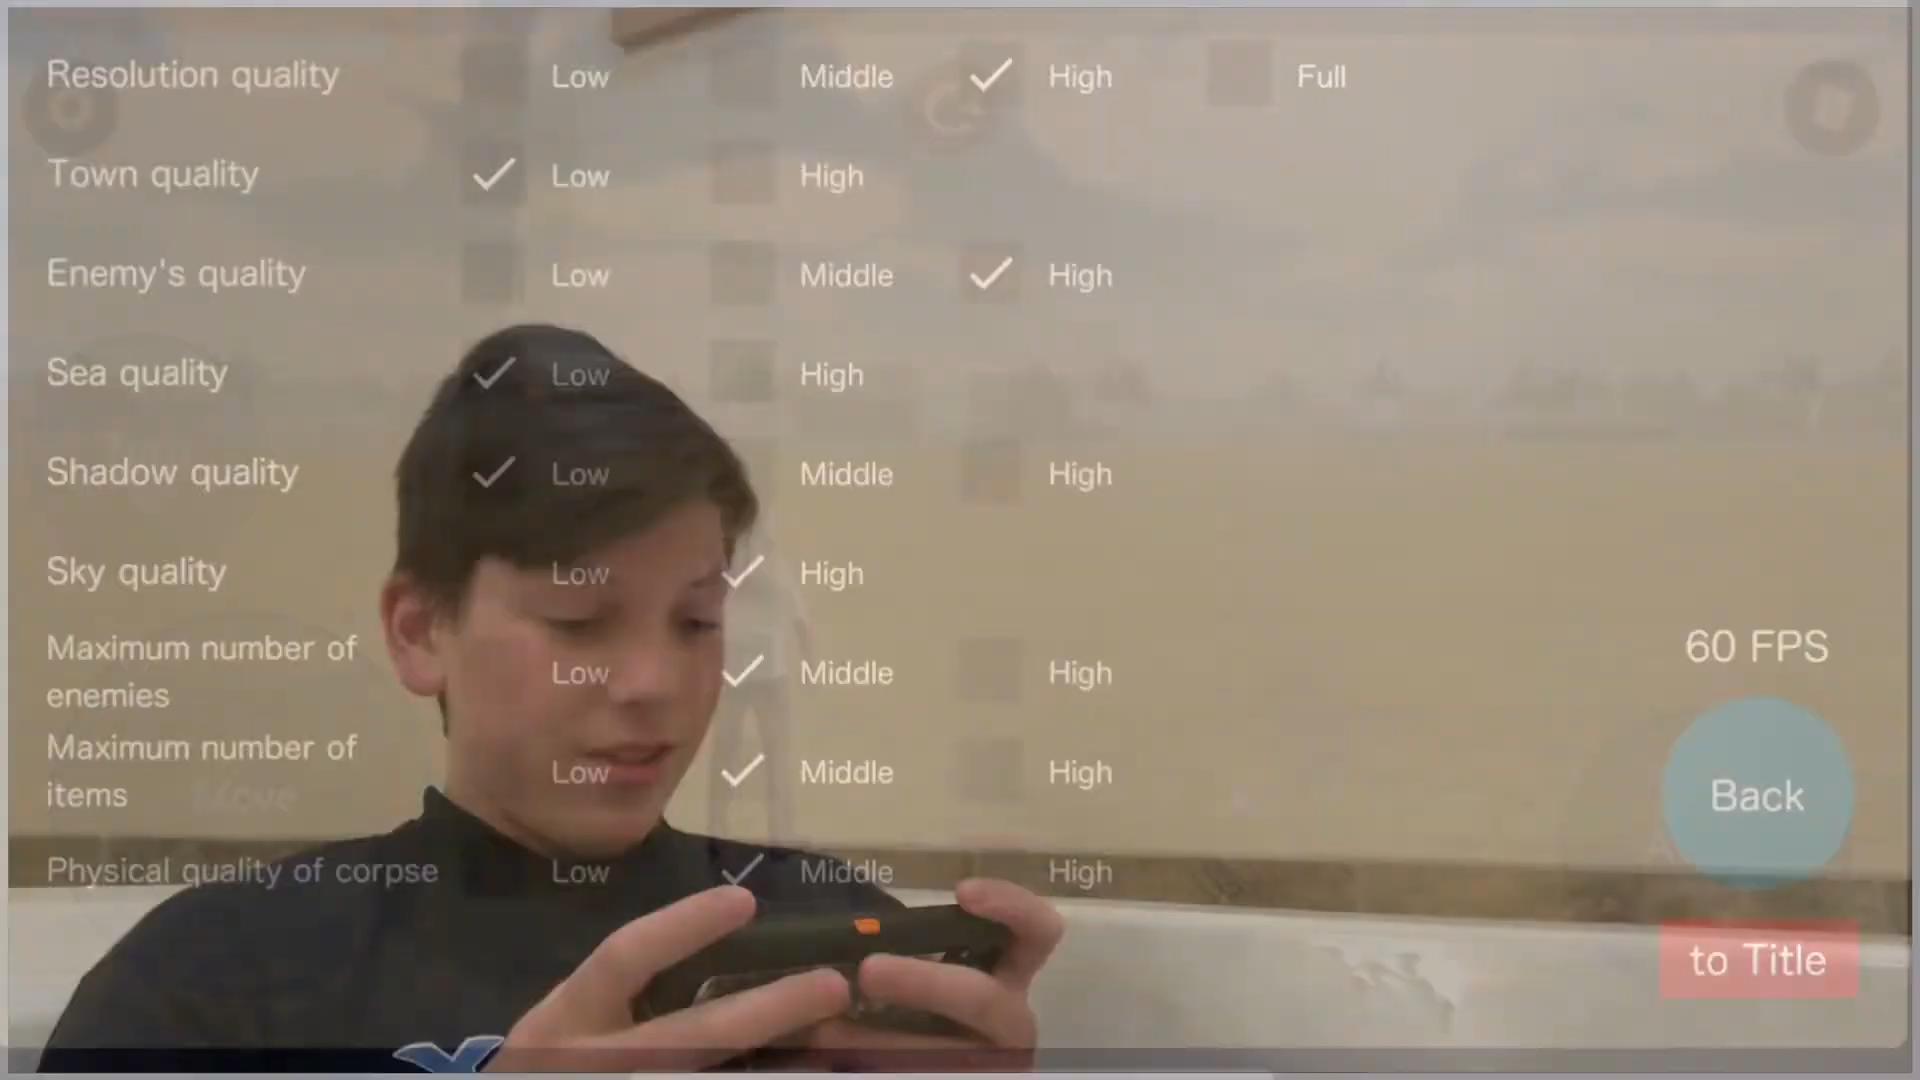 Resolution quality Low Middle High Full
Town quality Low High
Enemy's quality Low Middle High
Sea quality Low High
Shadow quality Low Middle High
Sky quality Low High
Maximum number of
enemies Low Middle High
Maximum number of
items Low Middle High
Move
Physical quality of corpse Low Middle High
60 FPS
Back
to Title